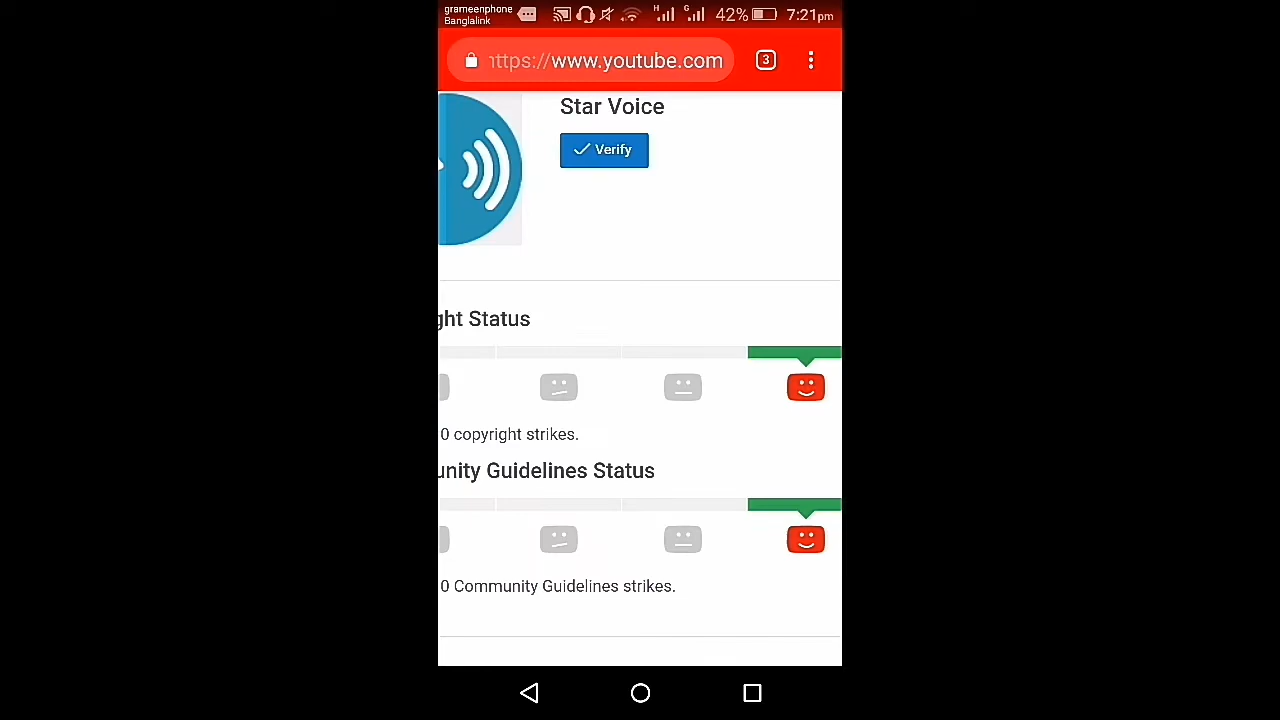 grameenphone
Banglalink
H
G
42%
7:21pm
https://www.youtube.com
3
Star Voice
Verify
ght Status
0 copyright strikes.
unity Guidelines Status
0 Community Guidelines strikes.